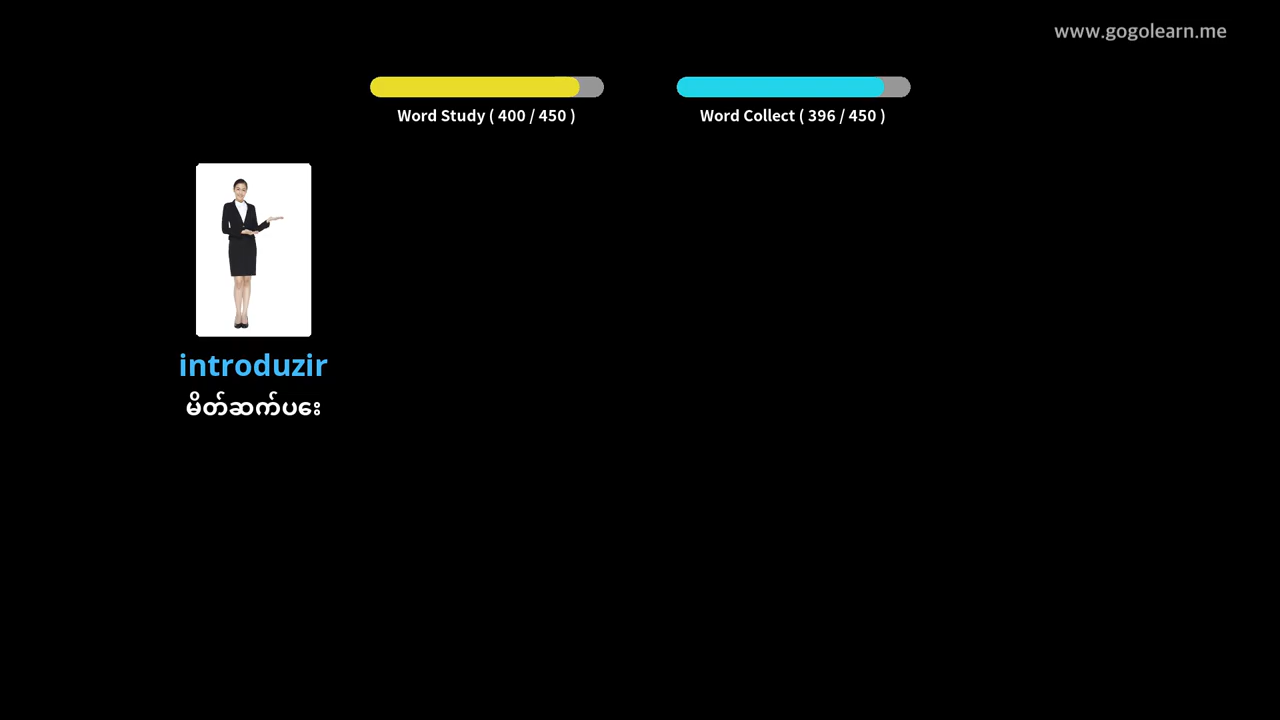 www.gogolearn.me
Word Study ( 400 / 450 )
Word Collect ( 396 / 450 )
introduzir
မိတ်ဆက်ပေး